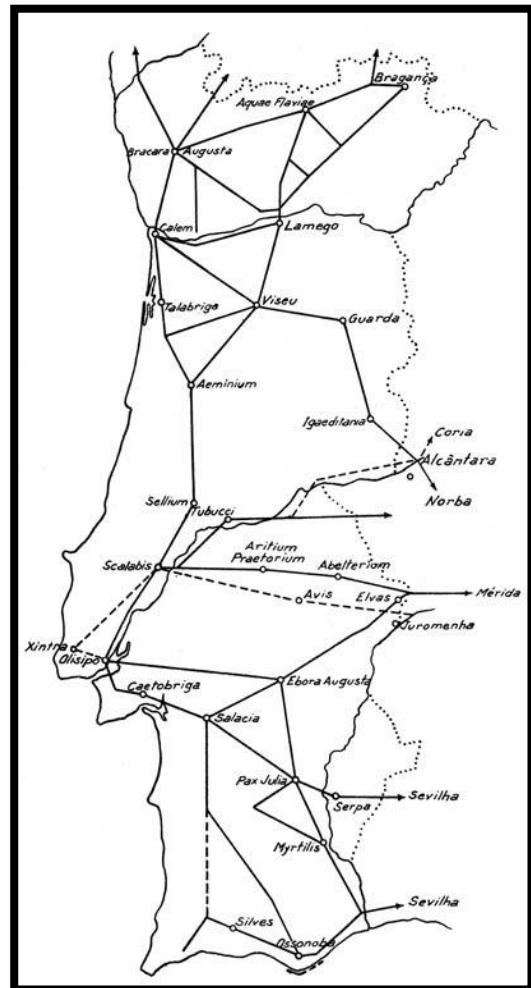 Bragança
Aquae Flaviae
Bracara Augusta
Calem
Lamego
Talabriga
Viseu
Guarda
Aeminium
Igaeditania
Coria
Alcântara
Norba
Sellium
Tubucci
Scalabis
Aritium
Praetorium
Abelterium
Avis
Elvas
Mérida
Juromenha
Xintra
Olisipo
Caetobriga
Ebora Augusta
Salacia
Pax Julia
Serpa
Sevilha
Myrtilis
Sevilha
Silves
Ossonoba